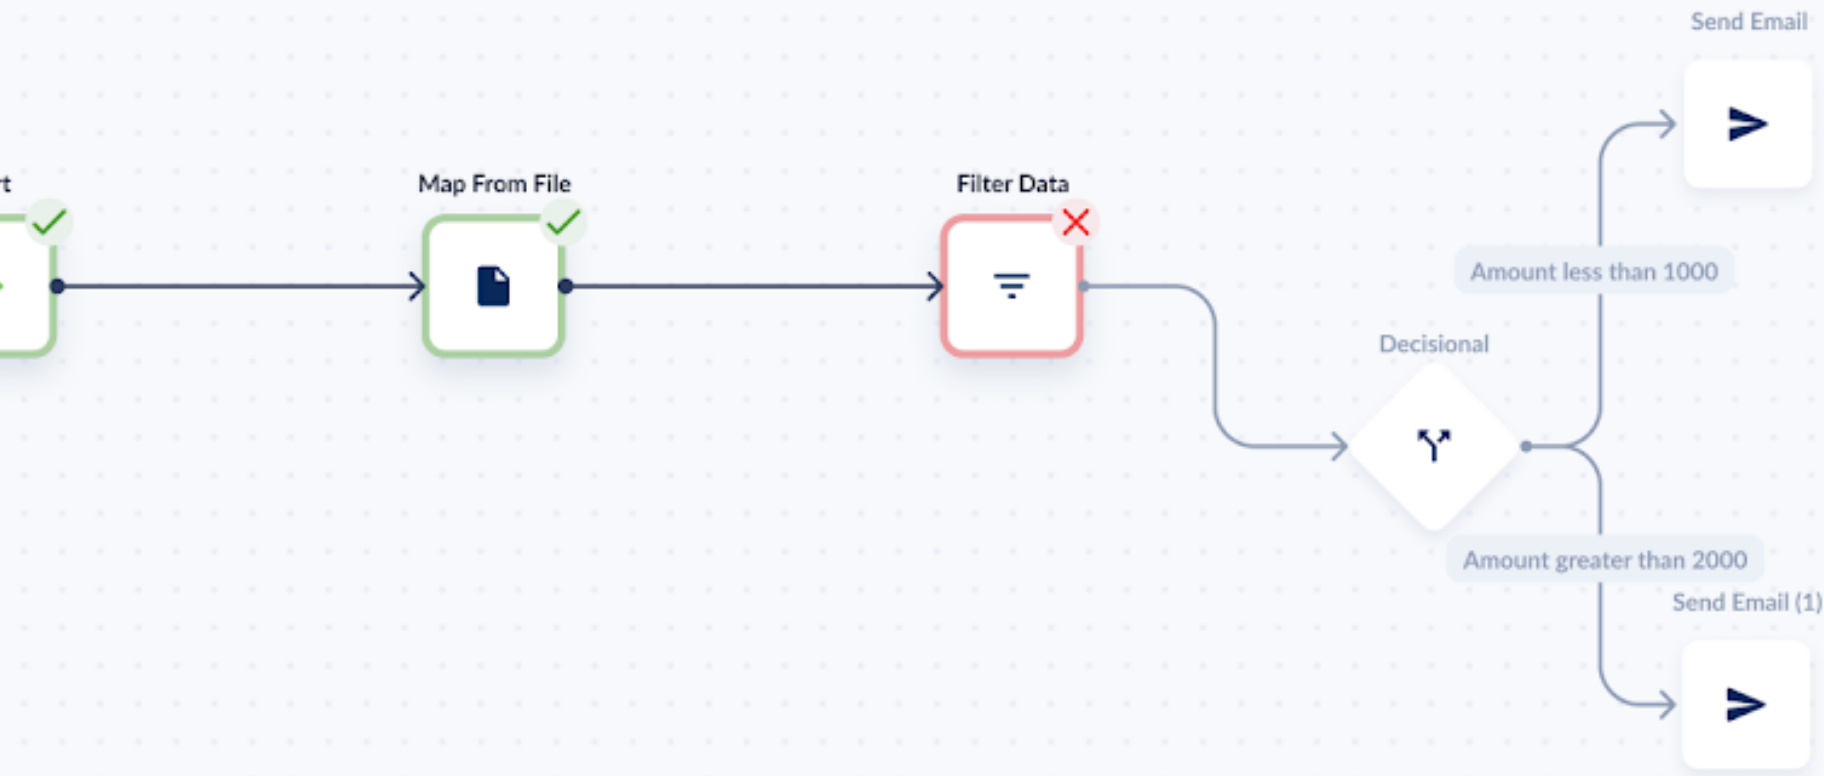 Send Email
rt
Map From File
Filter Data
Amount less than 1000
Decisional
Amount greater than 2000
Send Email (1)